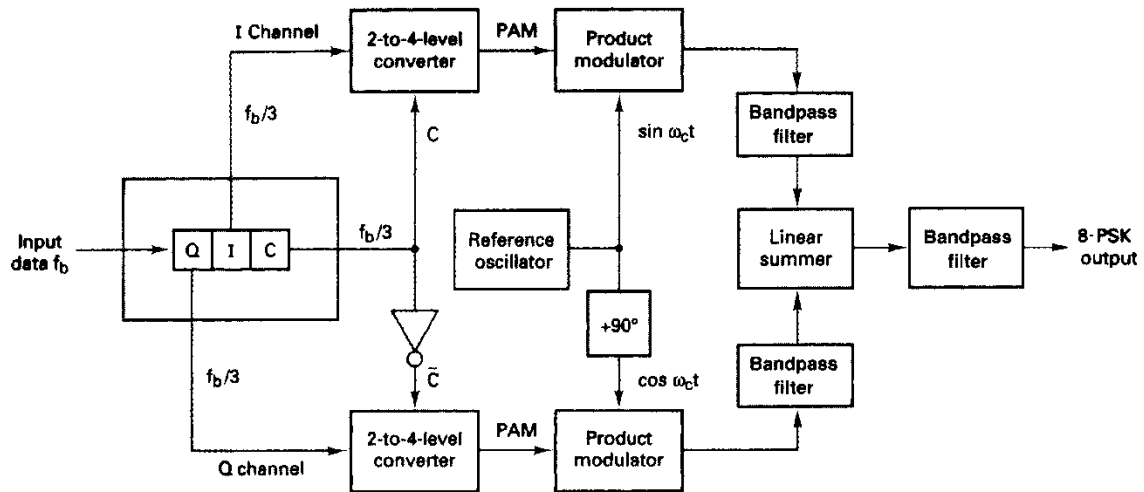 I Channel
2-to-4-level
converter
PAM
Product
modulator
f_b/3
C
sin ω_ct
Bandpass
filter
Input
data f_b
Q I C
f_b/3
Reference
oscillator
Linear
summer
Bandpass
filter
8-PSK
output
+90°
f_b/3
C̄
cos ω_ct
Bandpass
filter
Q channel
2-to-4-level
converter
PAM
Product
modulator